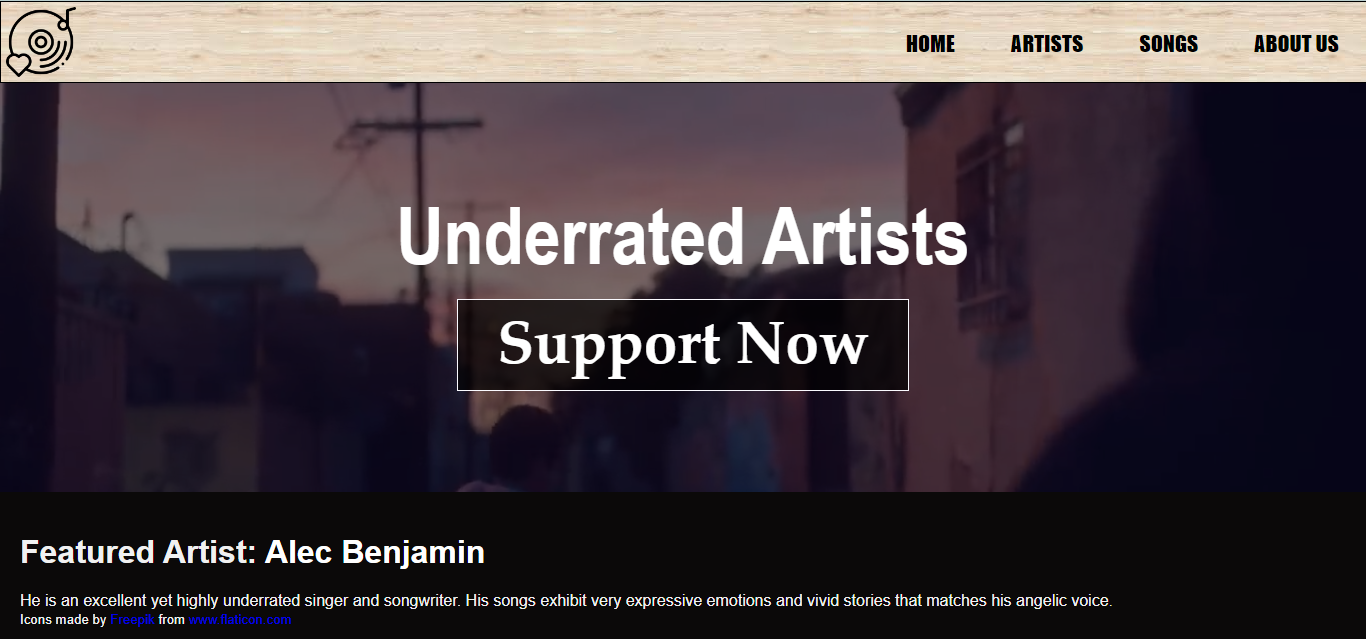 HOME ARTISTS SONGS ABOUT US
Underrated Artists
Support Now
Featured Artist: Alec Benjamin
He is an excellent yet highly underrated singer and songwriter. His songs exhibit very expressive emotions and vivid stories that matches his angelic voice.
Icons made by Freepik from www.flaticon.com